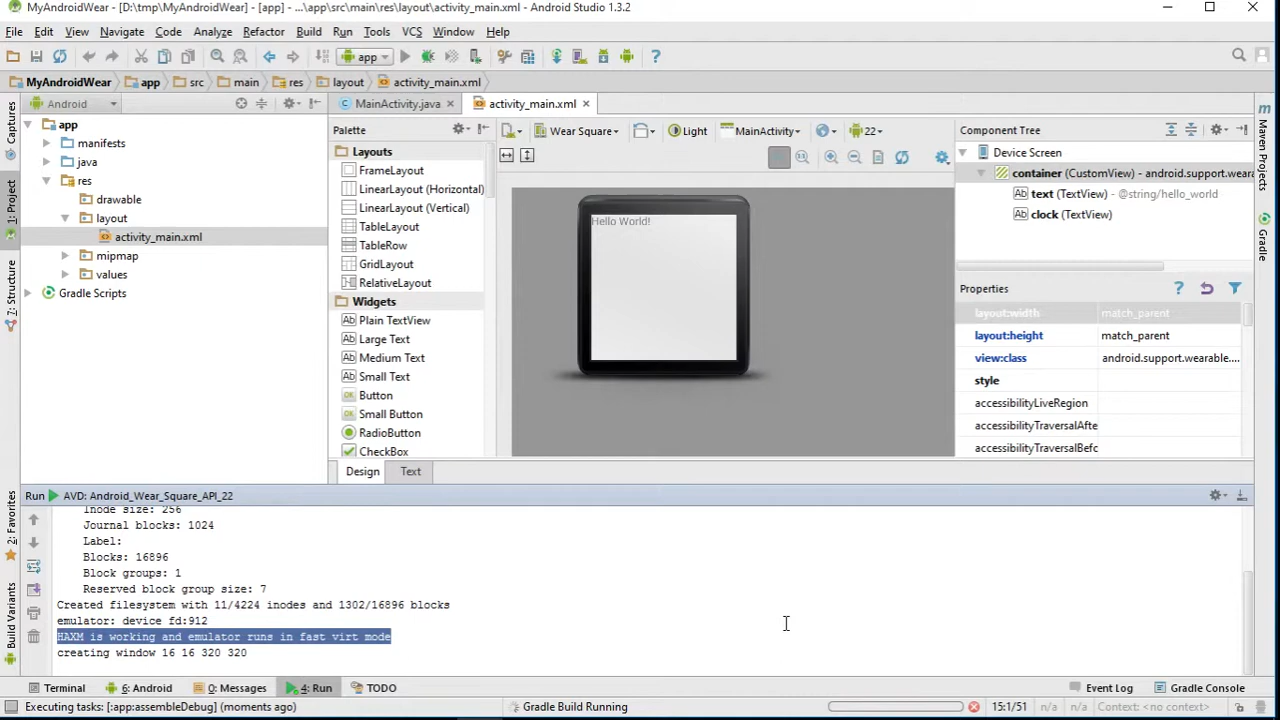 MyAndroidWear - [D:\tmp\MyAndroidWear] - [app] - ...\app\src\main\res\layout\activity_main.xml - Android Studio 1.3.2
File Edit View Navigate Code Analyze Refactor Build Run Tools VCS Window Help
app
MyAndroidWear app src main res layout activity_main.xml
Captures
1: Project
7: Structure
2: Favorites
Build Variants
Android
app
manifests
java
res
drawable
layout
activity_main.xml
mipmap
values
Gradle Scripts
MainActivity.java activity_main.xml
Palette
Layouts
FrameLayout
LinearLayout (Horizontal)
LinearLayout (Vertical)
TableLayout
TableRow
GridLayout
RelativeLayout
Widgets
Plain TextView
Large Text
Medium Text
Small Text
Button
Small Button
RadioButton
CheckBox
Wear Square Light MainActivity 22
Hello World!
Design Text
Component Tree
Device Screen
container (CustomView) - android.support.weara
text (TextView) - @string/hello_world
clock (TextView)
Properties
layout:width match_parent
layout:height match_parent
view:class android.support.wearable....
style
accessibilityLiveRegion
accessibilityTraversalAfte
accessibilityTraversalBefc
Maven Projects
Gradle
Run AVD: Android_Wear_Square_API_22
Inode size: 256
Journal blocks: 1024
Label:
Blocks: 16896
Block groups: 1
Reserved block group size: 7
Created filesystem with 11/4224 inodes and 1302/16896 blocks
emulator: device fd:912
HAXM is working and emulator runs in fast virt mode
creating window 16 16 320 320
Terminal 6: Android 0: Messages 4: Run TODO Event Log Gradle Console
Executing tasks: [:app:assembleDebug] (moments ago) Gradle Build Running 15:1/51 n/a n/a Context: <no context>